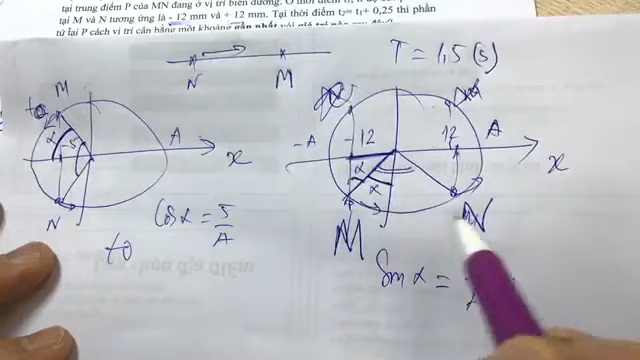 tại trung điểm P của MN đang ở vị trí biên dương. Ở thời điểm t₁, li độ
tại M và N tương ứng là - 12 mm và + 12 mm. Tại thời điểm t₂= t₁+ 0,25 thì phần
tử tại P cách vị trí cân bằng một khoảng gần nhất với giá trị nào sau đây?
N M
T = 1,5 (s)
M
t₀
α -5 A
x
N
cos α = 5/A
t₀
-A - 12 12 A
x
α α
M N
Sin α =